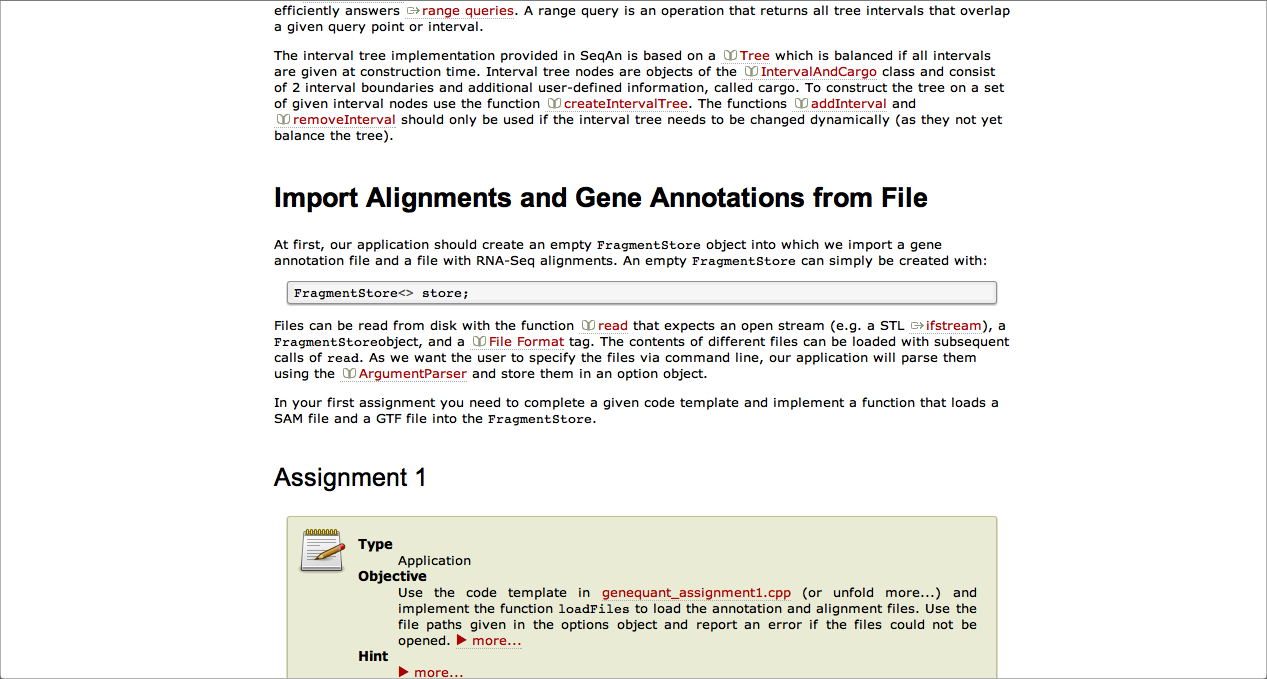 efficiently answers range queries. A range query is an operation that returns all tree intervals that overlap
a given query point or interval.
The interval tree implementation provided in SeqAn is based on a Tree which is balanced if all intervals
are given at construction time. Interval tree nodes are objects of the IntervalAndCargo class and consist
of 2 interval boundaries and additional user-defined information, called cargo. To construct the tree on a set
of given interval nodes use the function createIntervalTree. The functions addInterval and
removeInterval should only be used if the interval tree needs to be changed dynamically (as they not yet
balance the tree).
Import Alignments and Gene Annotations from File
At first, our application should create an empty FragmentStore object into which we import a gene
annotation file and a file with RNA-Seq alignments. An empty FragmentStore can simply be created with:
FragmentStore<> store;
Files can be read from disk with the function read that expects an open stream (e.g. a STL ifstream), a
FragmentStoreobject, and a File Format tag. The contents of different files can be loaded with subsequent
calls of read. As we want the user to specify the files via command line, our application will parse them
using the ArgumentParser and store them in an option object.
In your first assignment you need to complete a given code template and implement a function that loads a
SAM file and a GTF file into the FragmentStore.
Assignment 1
Type
Application
Objective
Use the code template in genequant_assignment1.cpp (or unfold more...) and
implement the function loadFiles to load the annotation and alignment files. Use the
file paths given in the options object and report an error if the files could not be
opened. ▶ more...
Hint
▶ more...